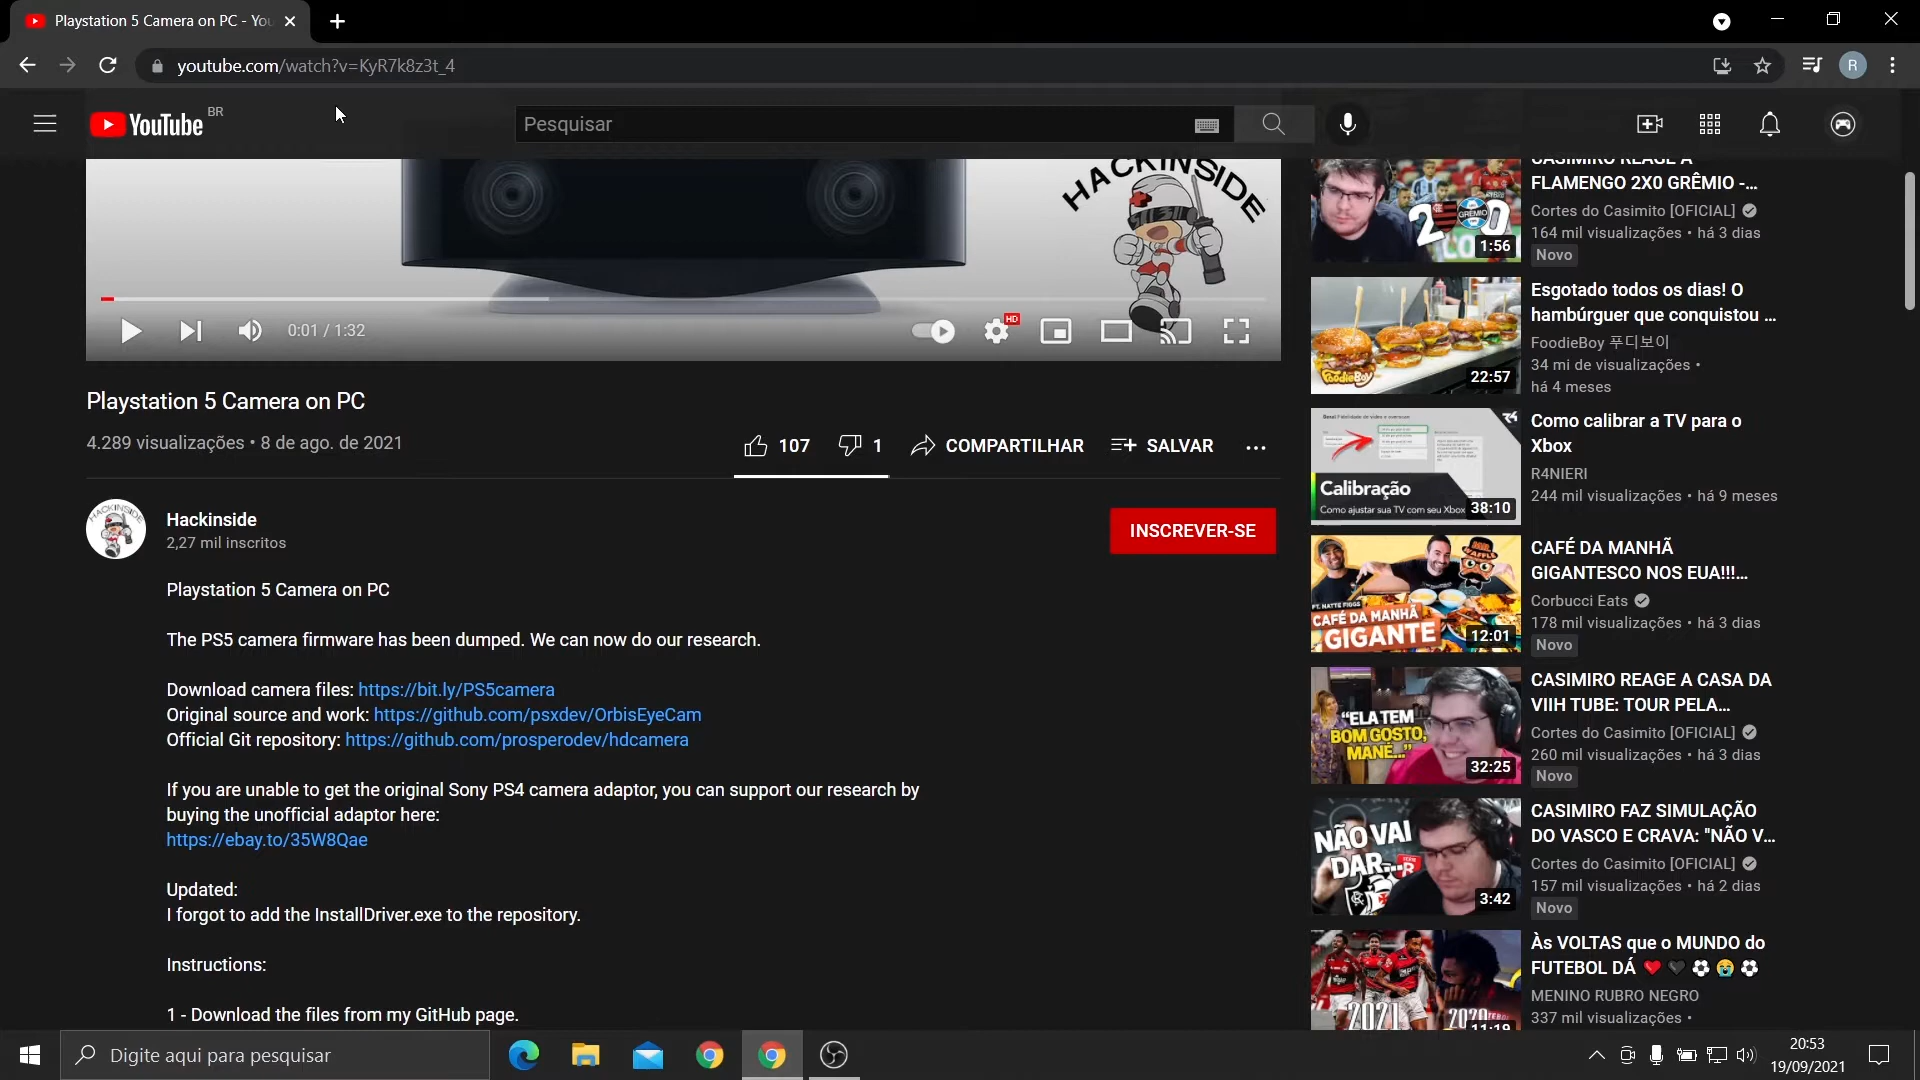 Playstation 5 Camera on PC - You
youtube.com/watch?v=KyR7k8z3t_4
R
YouTube BR
Pesquisar
HACKINSIDE
0:01 / 1:32
HD
Playstation 5 Camera on PC
4.289 visualizações • 8 de ago. de 2021
107
1
COMPARTILHAR
SALVAR
HACKINSIDE
Hackinside
2,27 mil inscritos
INSCREVER-SE
Playstation 5 Camera on PC
The PS5 camera firmware has been dumped. We can now do our research.
Download camera files: https://bit.ly/PS5camera
Original source and work: https://github.com/psxdev/OrbisEyeCam
Official Git repository: https://github.com/prosperodev/hdcamera
If you are unable to get the original Sony PS4 camera adaptor, you can support our research by
buying the unofficial adaptor here:
https://ebay.to/35W8Qae
Updated:
I forgot to add the InstallDriver.exe to the repository.
Instructions:
1 - Download the files from my GitHub page.
2 0
GRÊMIO
1:56
CASIMIRO REAGE A
FLAMENGO 2X0 GRÊMIO -...
Cortes do Casimito [OFICIAL]
164 mil visualizações • há 3 dias
Novo
FoodieBoy
22:57
Esgotado todos os dias! O
hambúrguer que conquistou ...
FoodieBoy 푸디보이
34 mi de visualizações •
há 4 meses
R4
Calibração
Como ajustar sua TV com seu Xbox
38:10
Como calibrar a TV para o
Xbox
R4NIERI
244 mil visualizações • há 9 meses
CAFÉ DA MANHÃ
GIGANTE
12:01
CAFÉ DA MANHÃ
GIGANTESCO NOS EUA!!!...
Corbucci Eats
178 mil visualizações • há 3 dias
Novo
"ELA TEM
BOM GOSTO,
MANÉ..."
32:25
CASIMIRO REAGE A CASA DA
VIIH TUBE: TOUR PELA...
Cortes do Casimito [OFICIAL]
260 mil visualizações • há 3 dias
Novo
NÃO VAI
DAR...
3:42
CASIMIRO FAZ SIMULAÇÃO
DO VASCO E CRAVA: "NÃO V...
Cortes do Casimito [OFICIAL]
157 mil visualizações • há 2 dias
Novo
2021
2020
11:19
Às VOLTAS que o MUNDO do
FUTEBOL DÁ ❤️ 🖤 ⚽ 😭 ⚽
MENINO RUBRO NEGRO
337 mil visualizações •
Digite aqui para pesquisar
20:53
19/09/2021